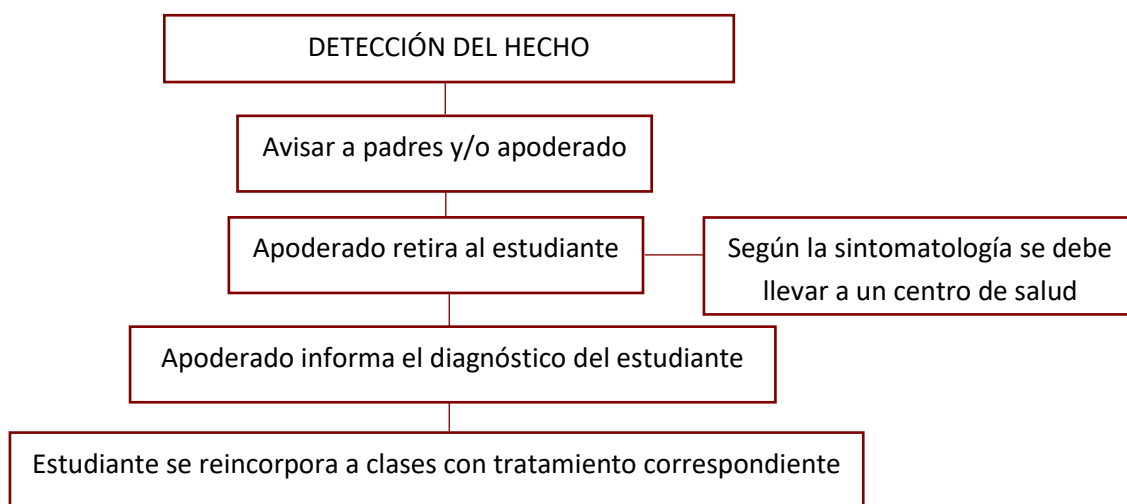 DETECCIÓN DEL HECHO
Avisar a padres y/o apoderado
Apoderado retira al estudiante
Según la sintomatología se debe
llevar a un centro de salud
Apoderado informa el diagnóstico del estudiante
Estudiante se reincorpora a clases con tratamiento correspondiente